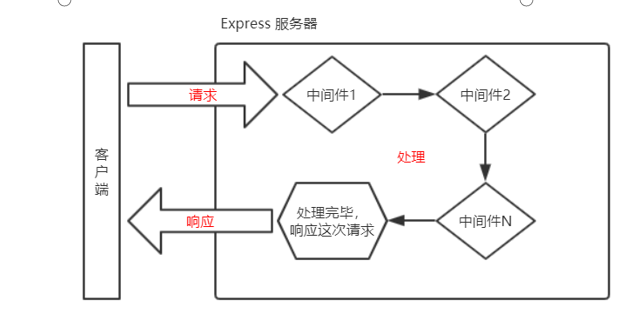 Express 服务器
请求
中间件1
中间件2
客
户
端
处理
响应
处理完毕，
响应这次请求
中间件N